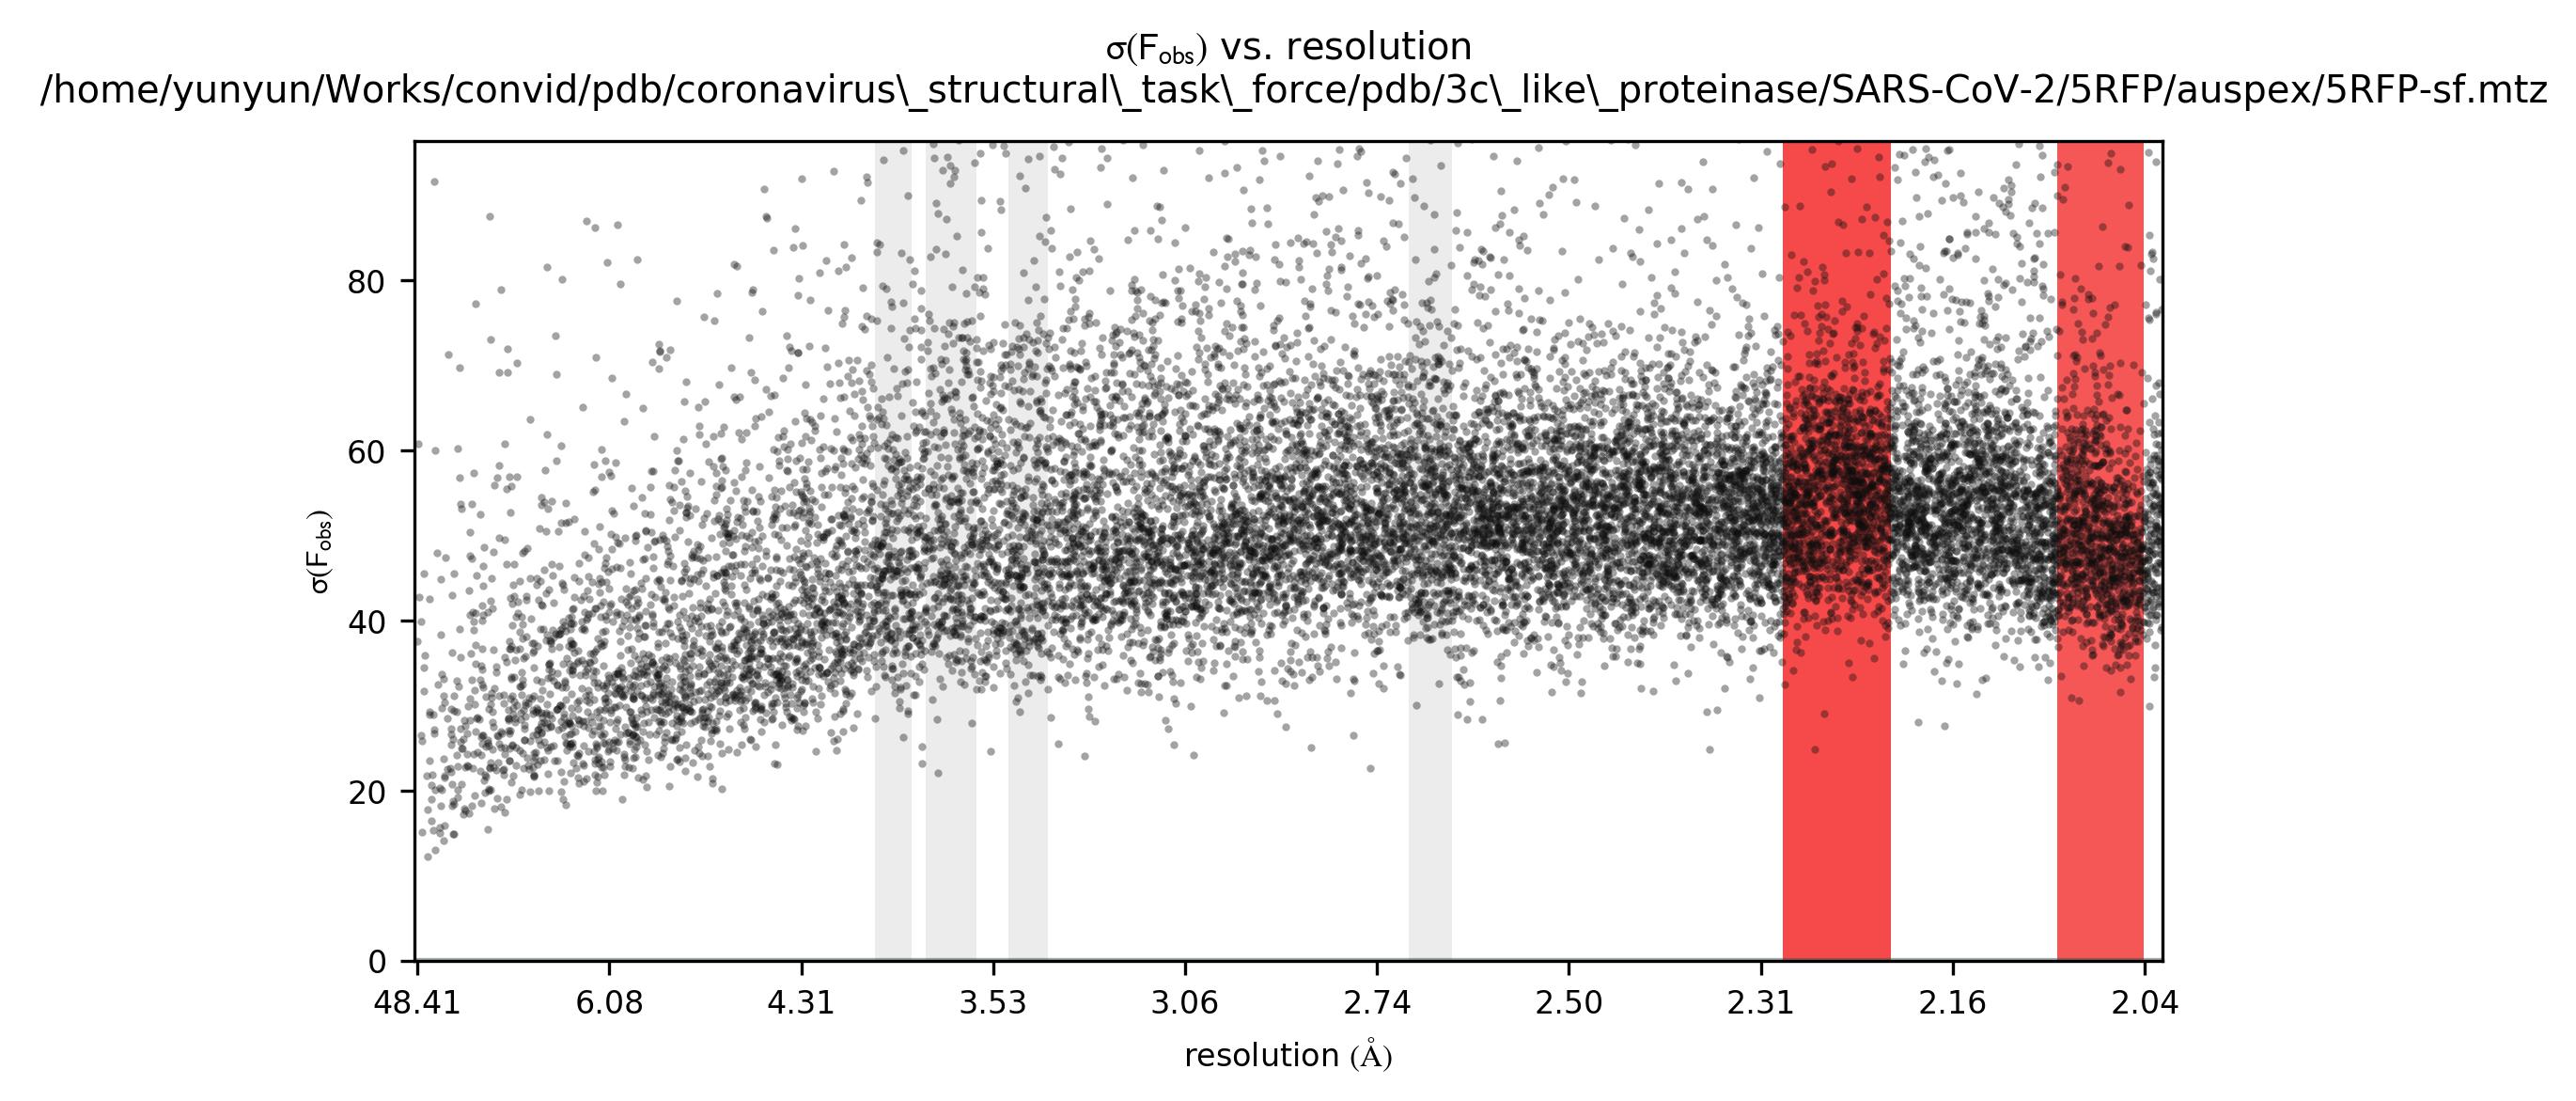 σ(Fobs) vs. resolution
/home/yunyun/Works/convid/pdb/coronavirus\_structural\_task\_force/pdb/3c\_like\_proteinase/SARS-CoV-2/5RFP/auspex/5RFP-sf.mtz
σ(Fobs)
80
60
40
20
0
48.41 6.08 4.31 3.53 3.06 2.74 2.50 2.31 2.16 2.04
resolution (Å)